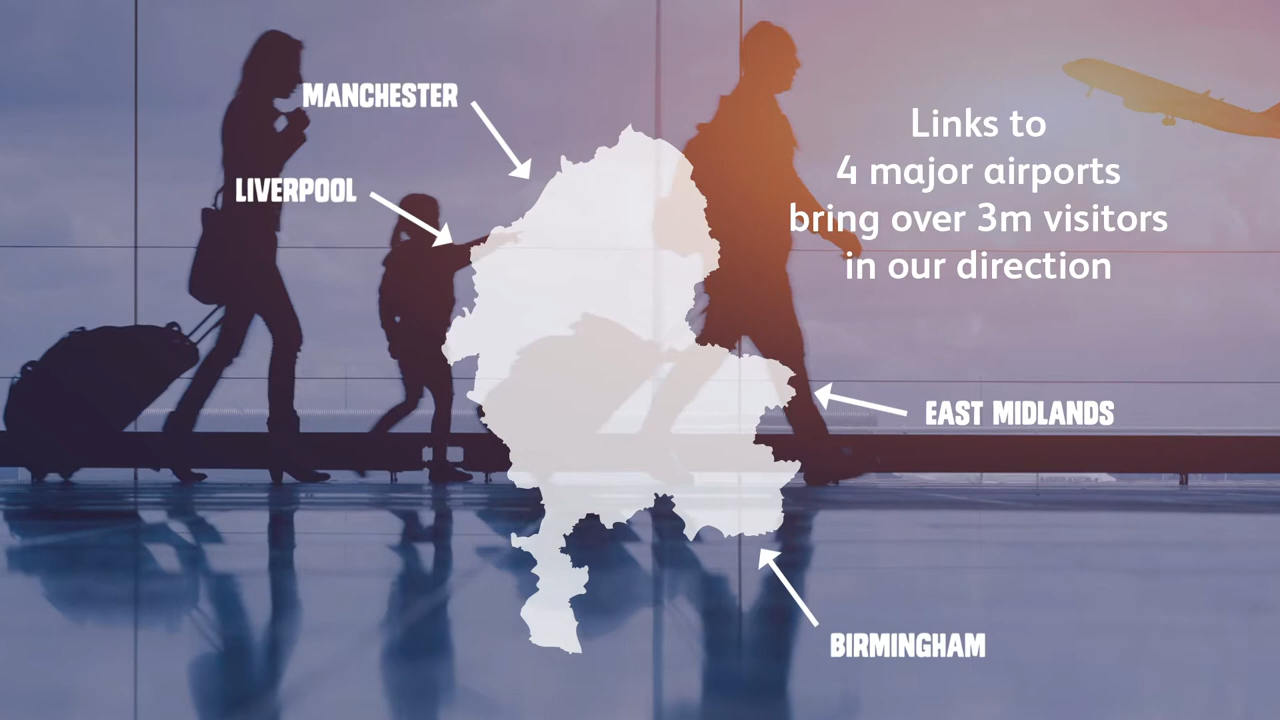 MANCHESTER
LIVERPOOL
Links to
4 major airports
bring over 3m visitors
in our direction
EAST MIDLANDS
BIRMINGHAM